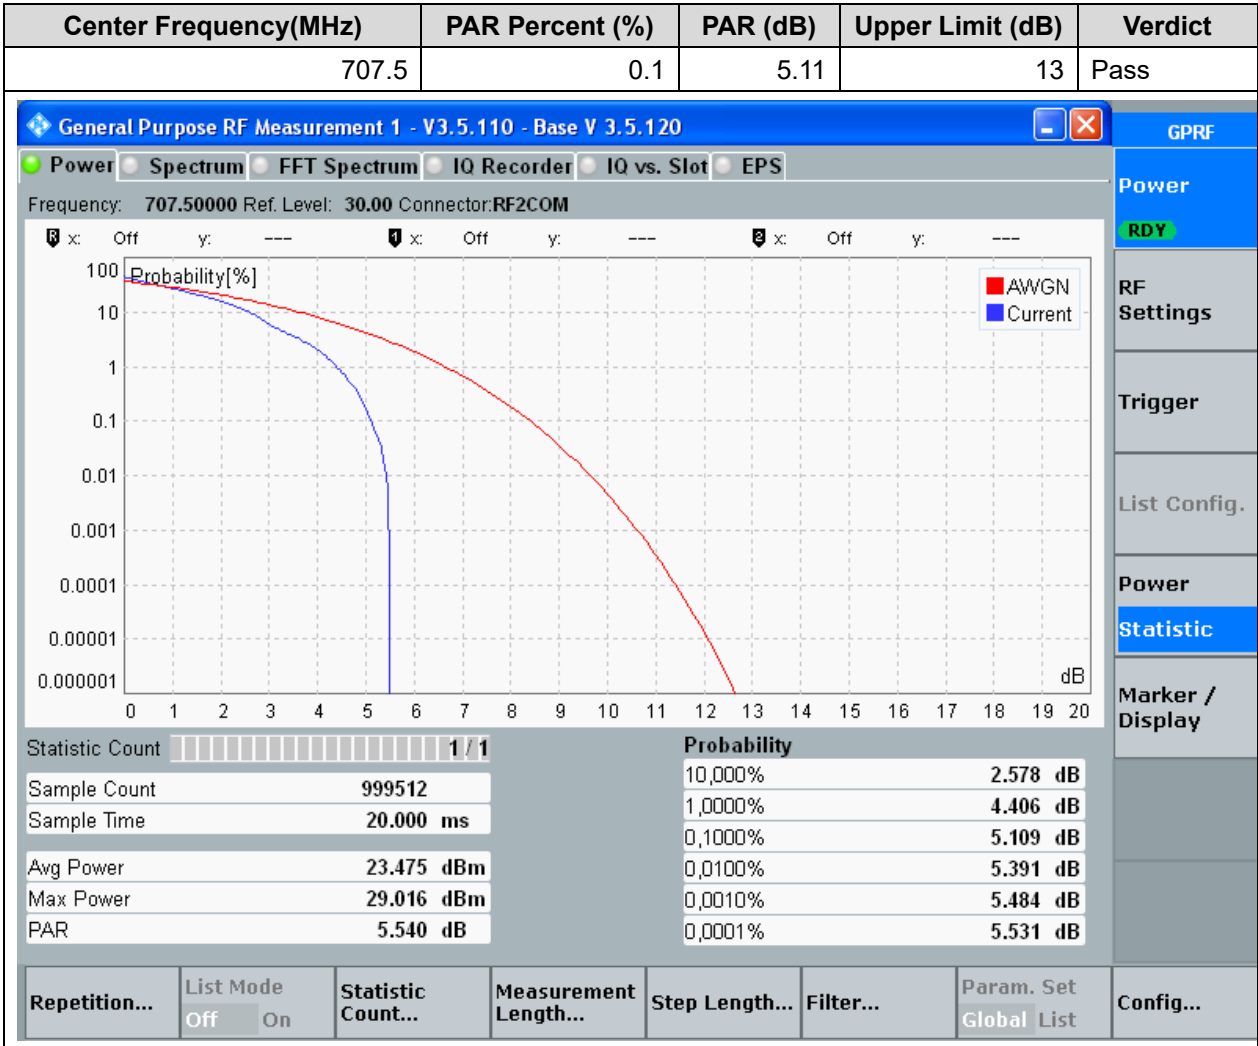 Center Frequency(MHz) PAR Percent (%) PAR (dB) Upper Limit (dB) Verdict
707.5 0.1 5.11 13 Pass
General Purpose RF Measurement 1 - V3.5.110 - Base V 3.5.120
GPRF
Power Spectrum FFT Spectrum IQ Recorder IQ vs. Slot EPS
Power
RDY
Frequency: 707.50000 Ref. Level: 30.00 Connector:RF2COM
R x: Off y: --- 1 x: Off y: --- 2 x: Off y: ---
Probability[%]
100
10
1
0.1
0.01
0.001
0.0001
0.00001
0.000001
AWGN
Current
dB
0 1 2 3 4 5 6 7 8 9 10 11 12 13 14 15 16 17 18 19 20
RF
Settings
Trigger
List Config.
Power
Statistic
Marker /
Display
Statistic Count 1 / 1
Sample Count 999512
Sample Time 20.000 ms
Avg Power 23.475 dBm
Max Power 29.016 dBm
PAR 5.540 dB
Probability
10,000% 2.578 dB
1,0000% 4.406 dB
0,1000% 5.109 dB
0,0100% 5.391 dB
0,0010% 5.484 dB
0,0001% 5.531 dB
Repetition...
List Mode
Off On
Statistic
Count...
Measurement
Length...
Step Length...
Filter...
Param. Set
Global List
Config...